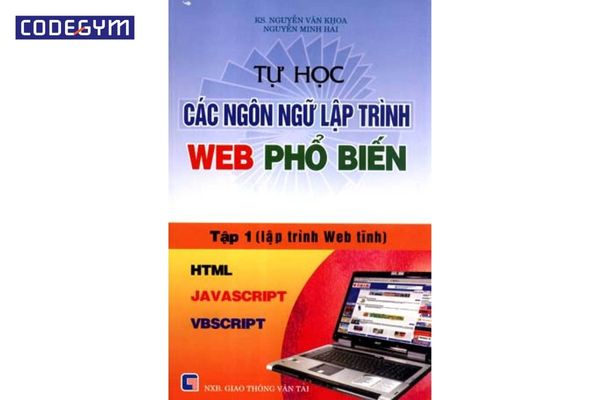 CODEGYM
KS. NGUYỄN VĂN KHOA
NGUYỄN MINH HẢI
TỰ HỌC
CÁC NGÔN NGỮ LẬP TRÌNH
WEB PHỔ BIẾN
Tập 1 (lập trình Web tĩnh)
HTML
JAVASCRIPT
VBSCRIPT
NXB. GIAO THÔNG VẬN TẢI